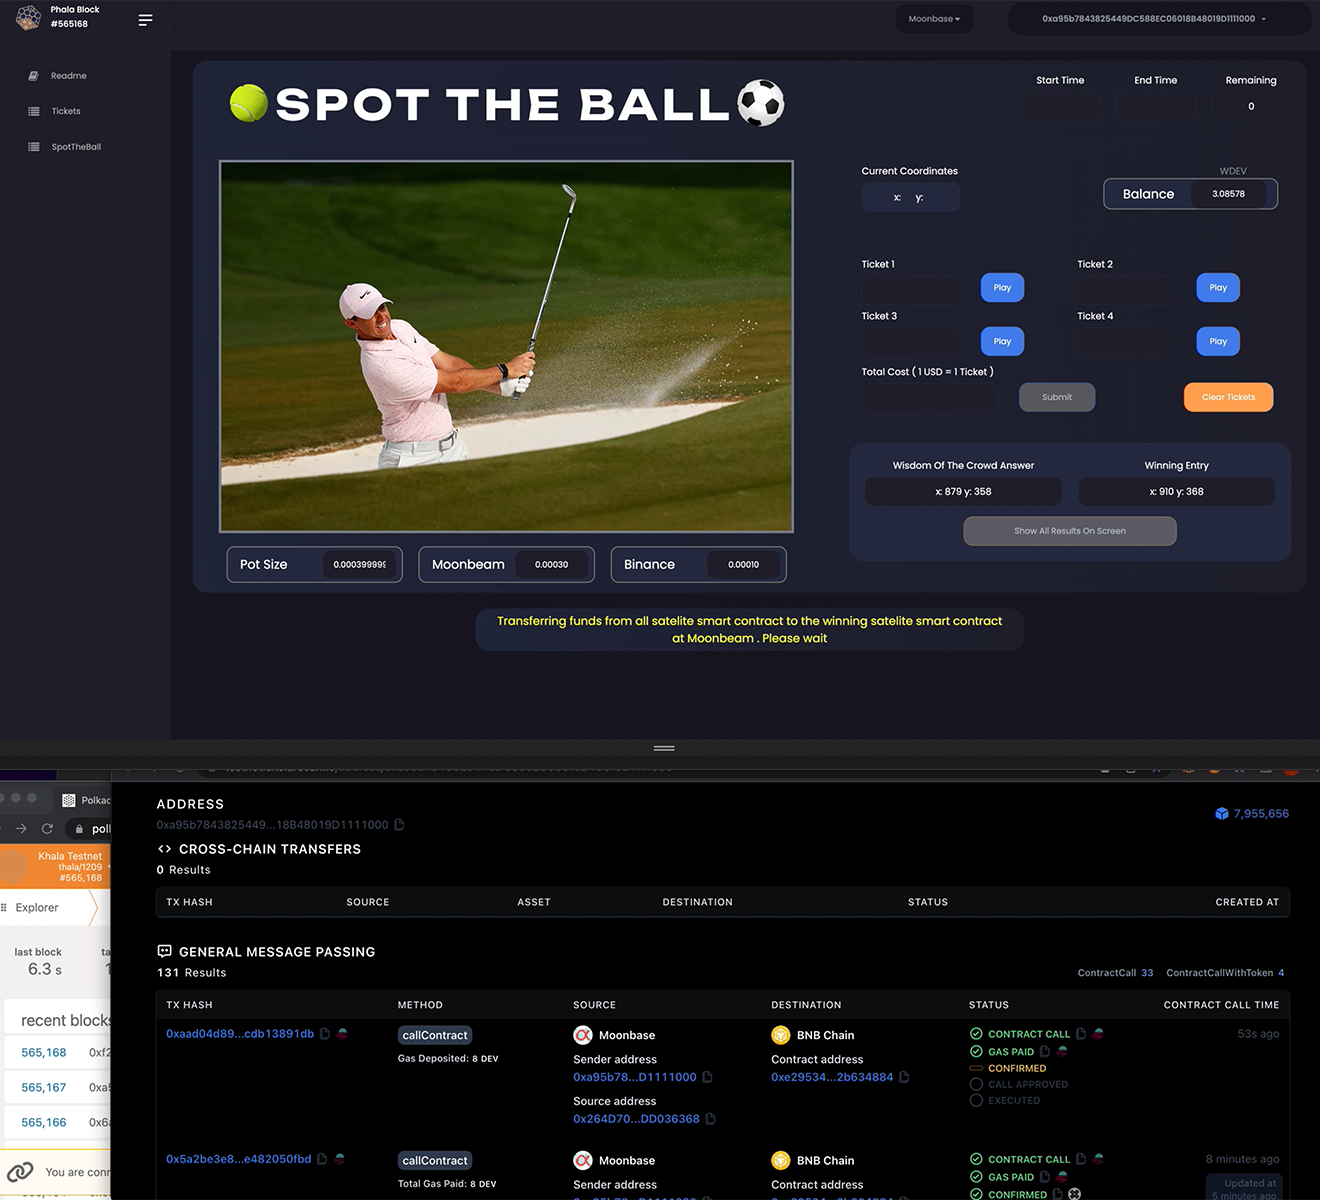 Phala Block
#565168
Moonbase
0xa95b7843825449DC588EC06018B48019D1111000
Readme
Tickets
SpotTheBall
SPOT THE BALL
Start Time
End Time
Remaining
0
Current Coordinates
x: y:
WDEV
Balance
3.08578
Ticket 1
Play
Ticket 2
Play
Ticket 3
Play
Ticket 4
Play
Total Cost ( 1 USD = 1 Ticket )
Submit
Clear Tickets
Wisdom Of The Crowd Answer
x: 879 y: 358
Winning Entry
x: 910 y: 368
Show All Results On Screen
Pot Size
0.000399999
Moonbeam
0.00030
Binance
0.00010
Transferring funds from all satelite smart contract to the winning satelite smart contract
at Moonbeam . Please wait
Polkad
poll
Khala Testnet
thala/1209
#565,168
Explorer
last block
6.3 s
ta
recent blocks
565,168 0xf2
565,167 0xa5
565,166 0x6a
You are conn
ADDRESS
0xa95b7843825449...18B48019D1111000
7,955,656
CROSS-CHAIN TRANSFERS
0 Results
TX HASH SOURCE ASSET DESTINATION STATUS CREATED AT
GENERAL MESSAGE PASSING
131 Results
ContractCall 33 ContractCallWithToken 4
TX HASH METHOD SOURCE DESTINATION STATUS CONTRACT CALL TIME
0xaad04d89...cdb13891db
callContract
Gas Deposited: 8 DEV
Moonbase
Sender address
0xa95b78...D1111000
Source address
0x264D70...DD036368
BNB Chain
Contract address
0xe29534...2b634884
CONTRACT CALL
GAS PAID
CONFIRMED
CALL APPROVED
EXECUTED
53s ago
0x5a2be3e8...e482050fbd
callContract
Total Gas Paid: 8 DEV
Moonbase
Sender address
BNB Chain
Contract address
CONTRACT CALL
GAS PAID
CONFIRMED
8 minutes ago
Updated at
5 minutes ago